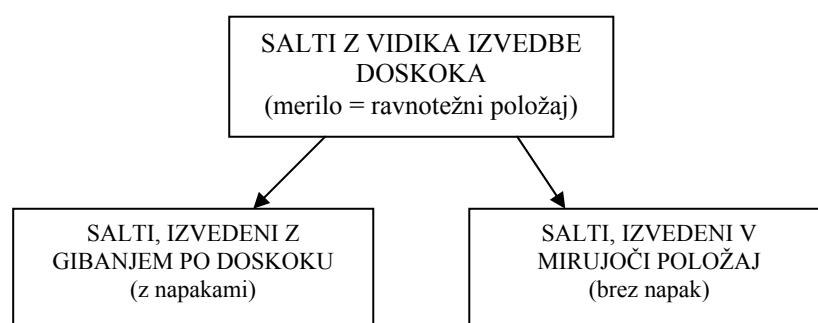 SALTI Z VIDIKA IZVEDBE
DOSKOKA
(merilo = ravnotežni položaj)
SALTI, IZVEDENI Z
GIBANJEM PO DOSKOKU
(z napakami)
SALTI, IZVEDENI V
MIRUJOČI POLOŽAJ
(brez napak)